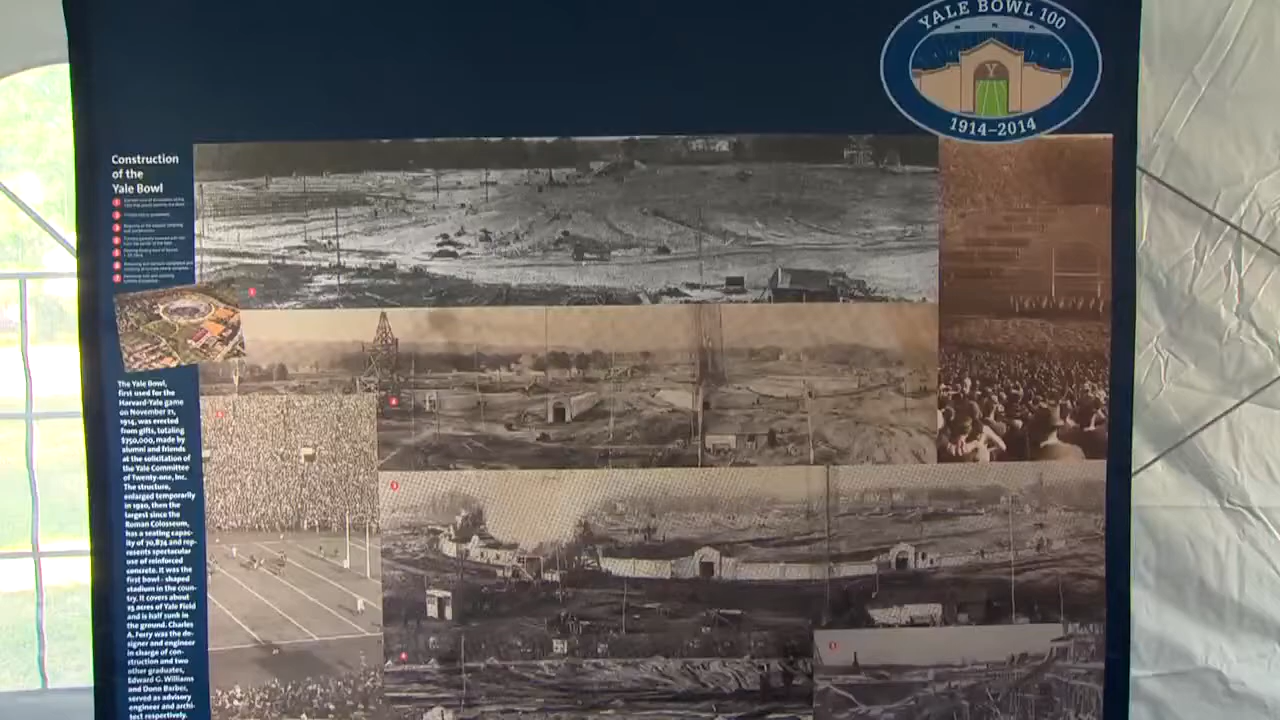 YALE BOWL 100
Y
1914–2014
Construction
of the
Yale Bowl
The Yale Bowl,
first used for the
Harvard-Yale game
on November 21,
1914, was erected
from gifts, totaling
$750,000, made by
alumni and friends
at the solicitation of
the Yale Committee
of Twenty-one, Inc.
The structure,
enlarged temporarily
in 1920, then the
largest since the
Roman Colosseum,
has a seating capac-
ity of 70,874 and rep-
resents spectacular
use of reinforced
concrete. It was the
first bowl - shaped
stadium in the coun-
try. It covers about
25 acres of Yale Field
and is half sunk in
the ground. Charles
A. Ferry was the de-
signer and engineer
in charge of con-
struction and two
other graduates,
Edward G. Williams
and Donn Barber,
served as advisory
engineer and archi-
tect respectively.